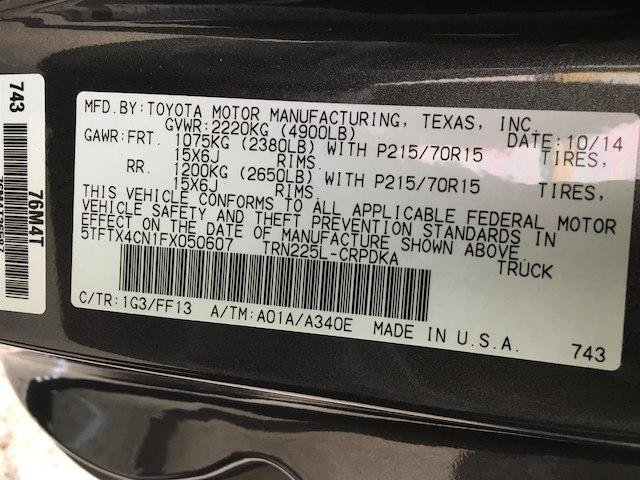 MFD.BY:TOYOTA MOTOR MANUFACTURING, TEXAS, INC.
GVWR:2220KG (4900LB) DATE:10/14
GAWR:FRT. 1075KG (2380LB) WITH P215/70R15 TIRES,
15X6J RIMS
RR. 1200KG (2650LB) WITH P215/70R15 TIRES,
15X6J RIMS
THIS VEHICLE CONFORMS TO ALL APPLICABLE FEDERAL MOTOR
VEHICLE SAFETY AND THEFT PREVENTION STANDARDS IN
EFFECT ON THE DATE OF MANUFACTURE SHOWN ABOVE.
5TFTX4CN1FX050607 TRN225L-CRPDKA TRUCK
C/TR:1G3/FF13 A/TM:A01A/A340E MADE IN U.S.A. 743
743
76M4T